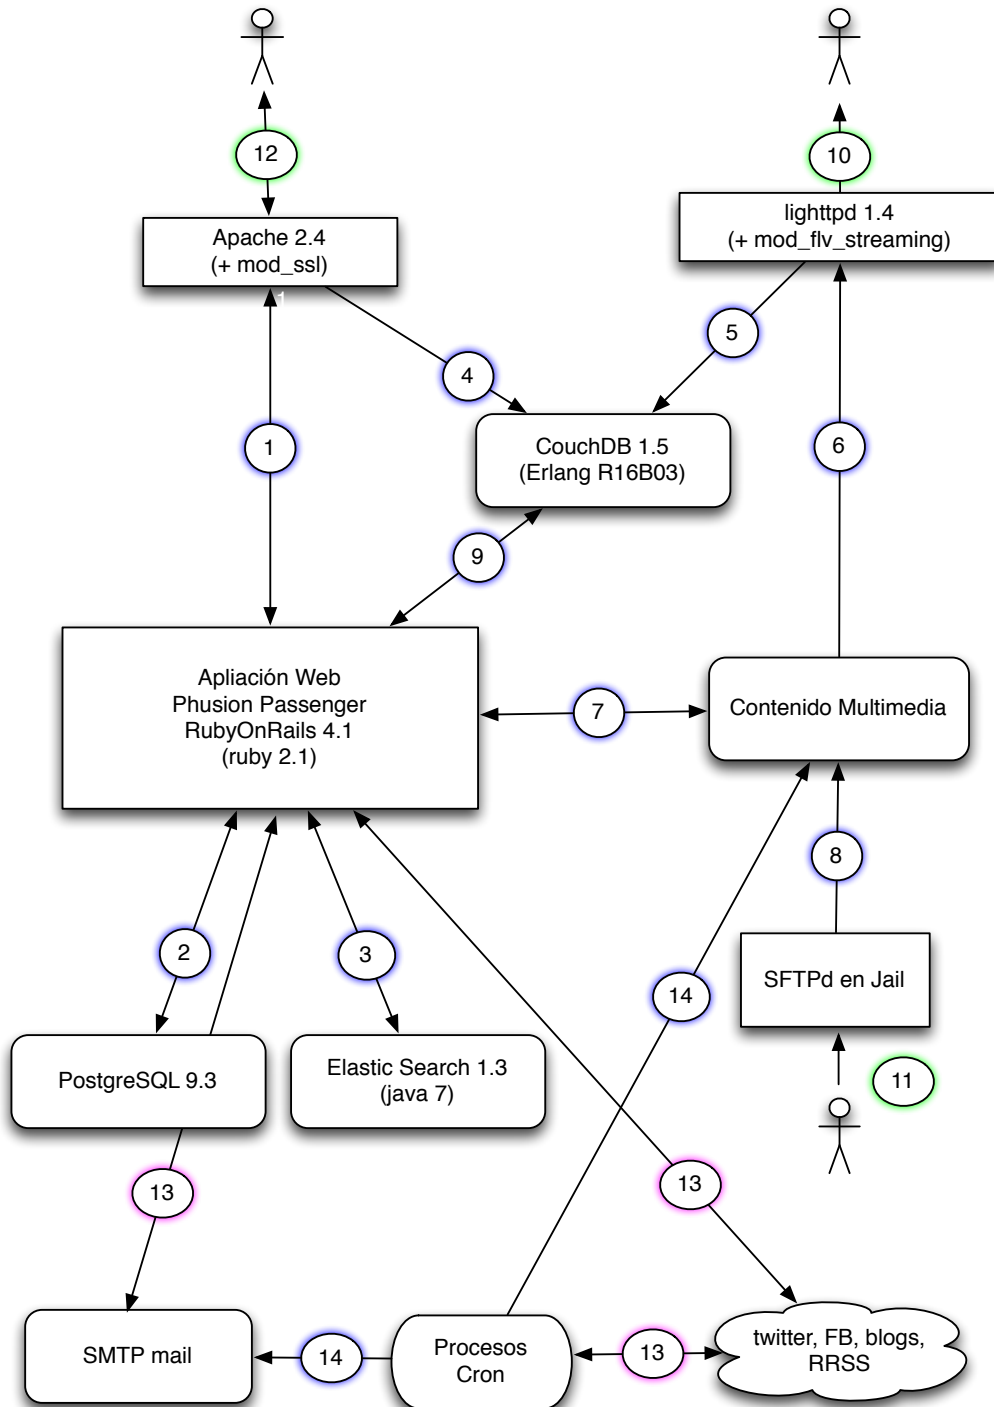 12
10
Apache 2.4
(+ mod_ssl)
lighttpd 1.4
(+ mod_flv_streaming)
1
5
4
1
CouchDB 1.5
(Erlang R16B03)
6
9
Apliación Web
Phusion Passenger
RubyOnRails 4.1
(ruby 2.1)
7
Contenido Multimedia
8
2
3
14
SFTPd en Jail
PostgreSQL 9.3
Elastic Search 1.3
(java 7)
11
13
13
SMTP mail
14
Procesos
Cron
13
twitter, FB, blogs,
RRSS